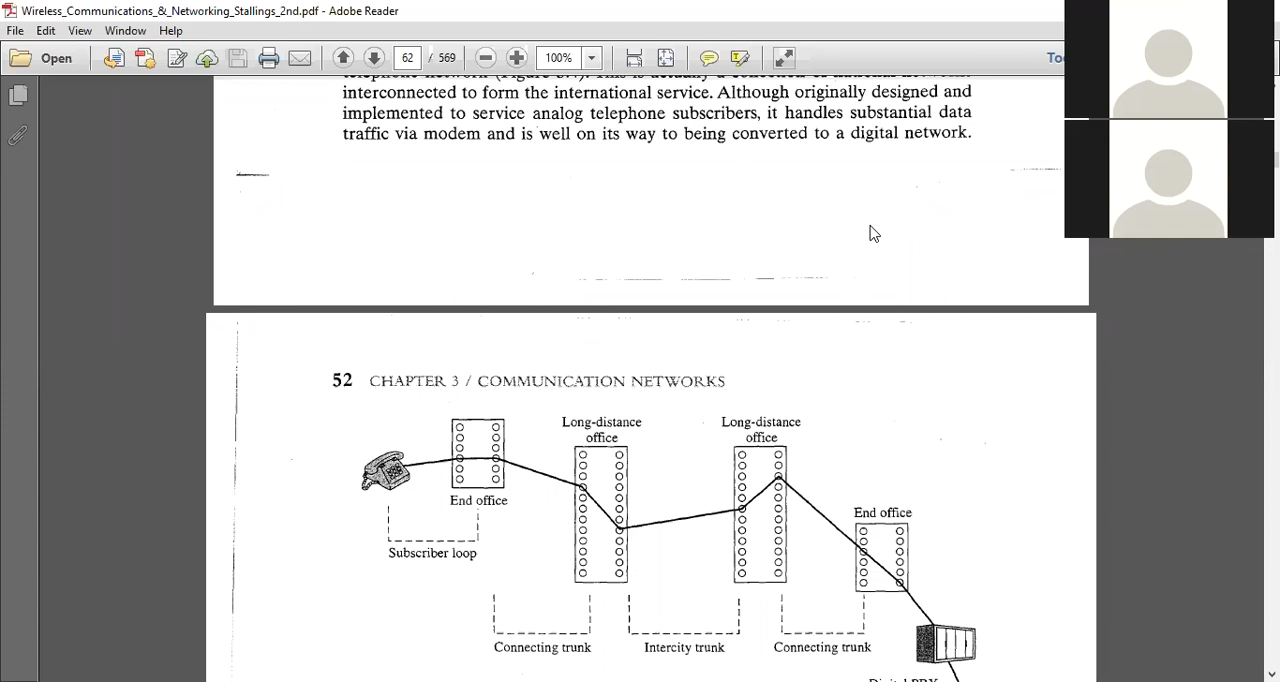 Wireless_Communications_&_Networking_Stallings_2nd.pdf - Adobe Reader
File Edit View Window Help
Open 62 / 569 100%
interconnected to form the international service. Although originally designed and
implemented to service analog telephone subscribers, it handles substantial data
traffic via modem and is well on its way to being converted to a digital network.
52 CHAPTER 3 / COMMUNICATION NETWORKS
Long-distance
office
Long-distance
office
End office
End office
Subscriber loop
Connecting trunk
Intercity trunk
Connecting trunk